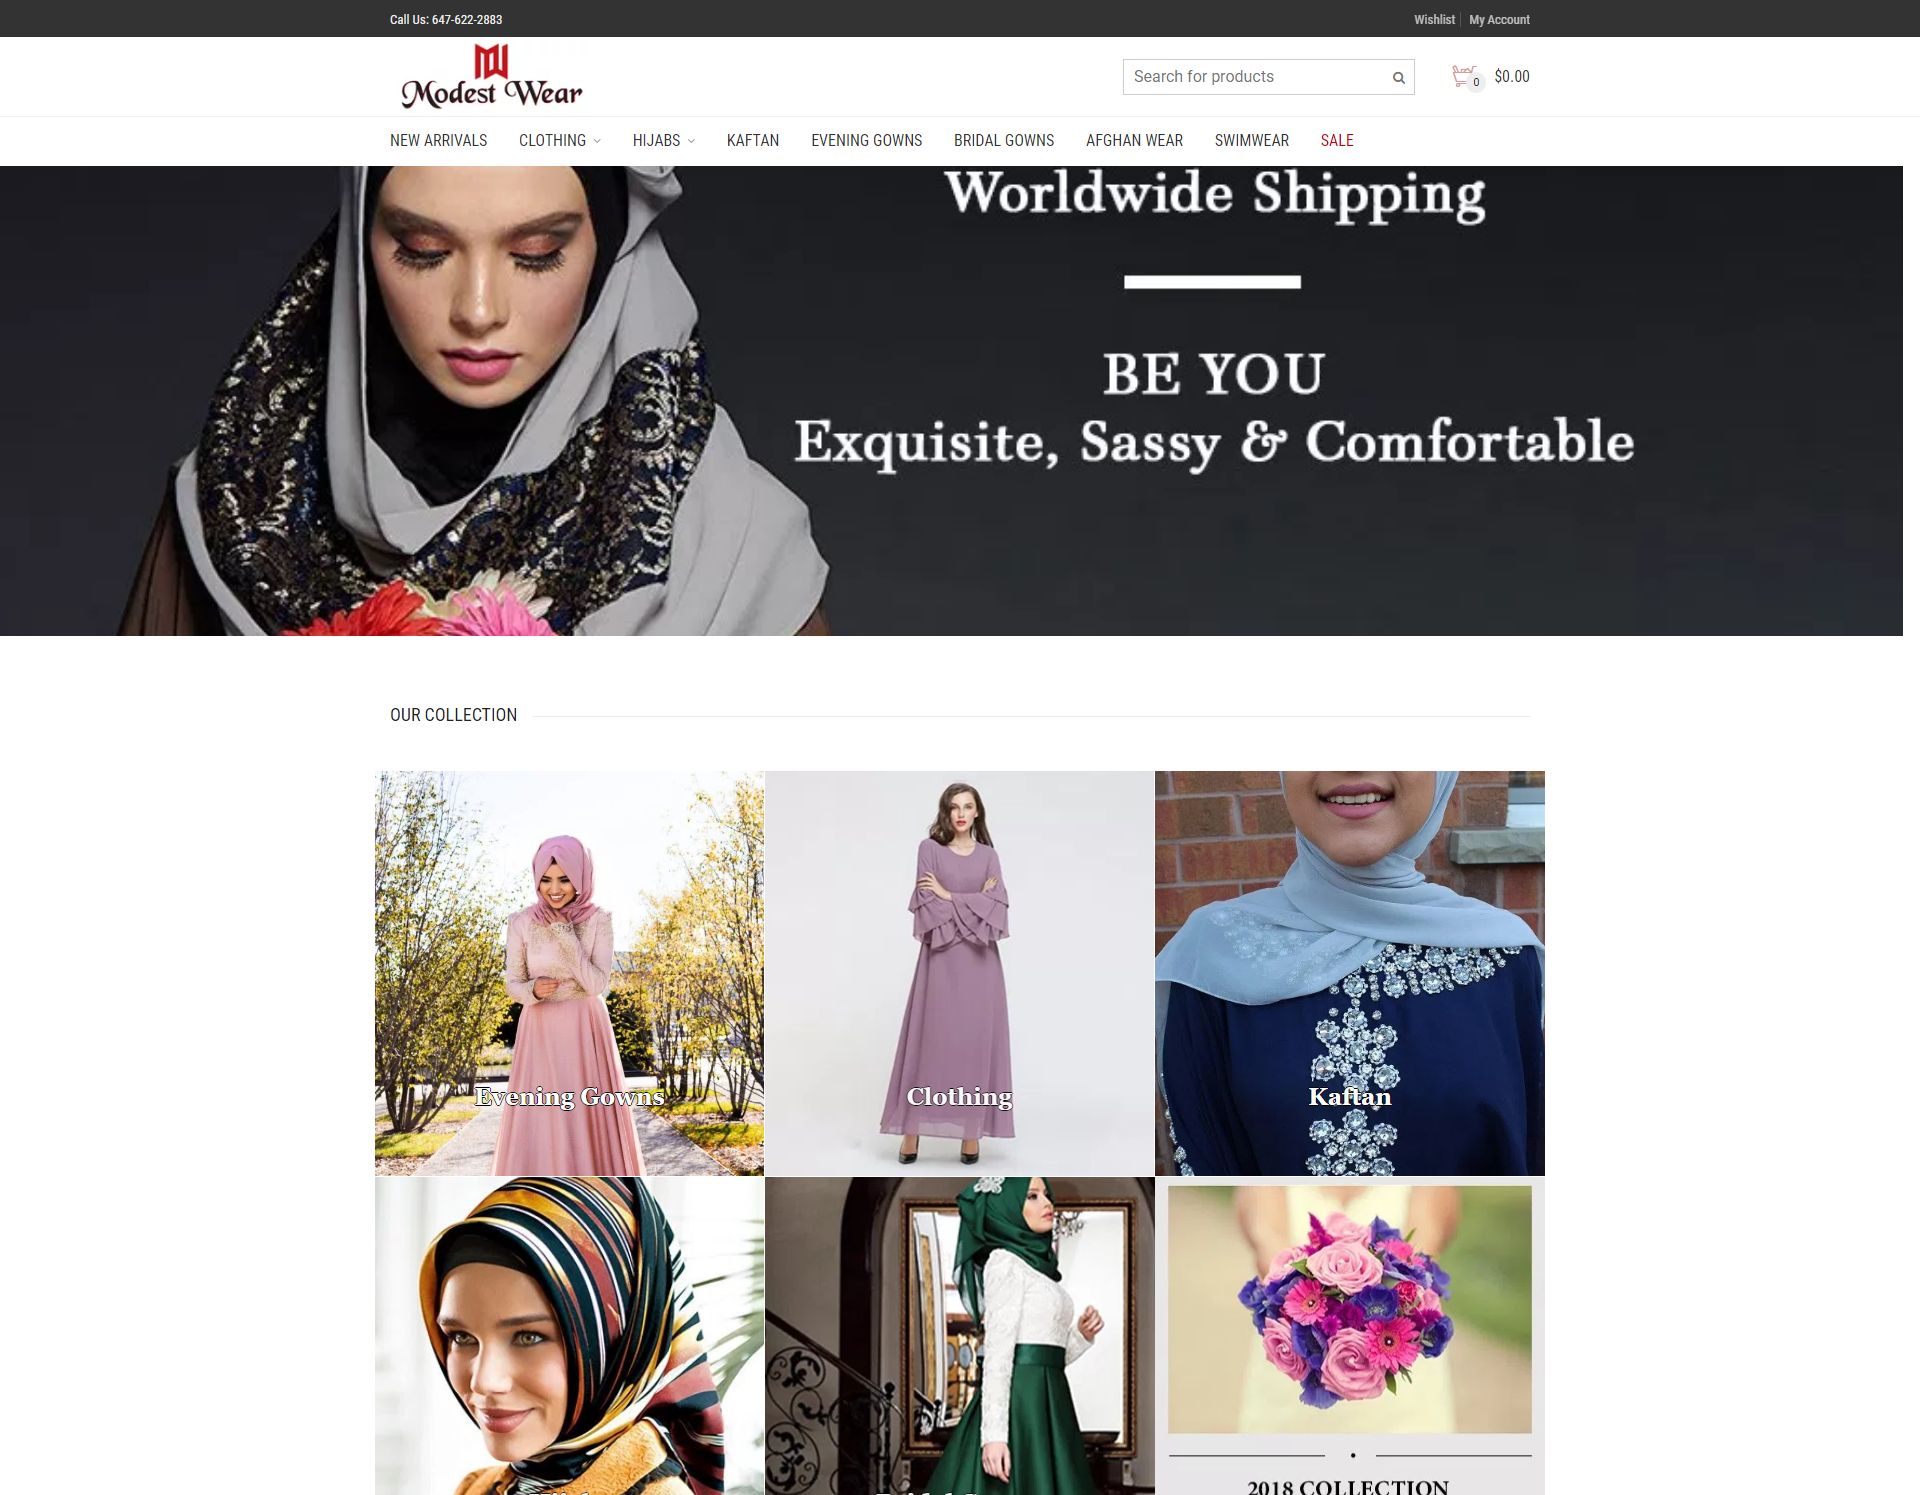 Call Us: 647-622-2883
Wishlist
My Account
Modest Wear
Search for products
0
$0.00
NEW ARRIVALS
CLOTHING
HIJABS
KAFTAN
EVENING GOWNS
BRIDAL GOWNS
AFGHAN WEAR
SWIMWEAR
SALE
Worldwide Shipping
BE YOU
Exquisite, Sassy & Comfortable
OUR COLLECTION
Evening Gowns
Clothing
Kaftan
2018 COLLECTION